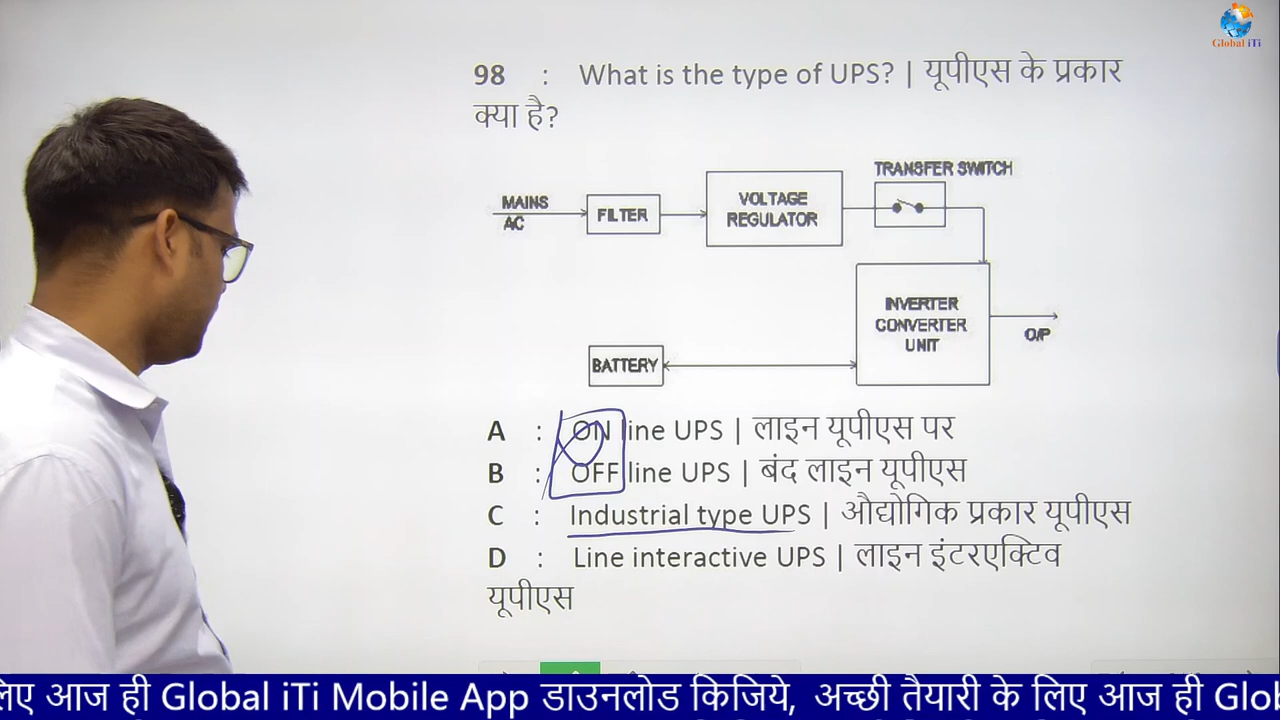 Global iTi
98 : What is the type of UPS? | यूपीएस के प्रकार
क्या है?
TRANSFER SWITCH
MAINS
AC
FILTER
VOLTAGE
REGULATOR
INVERTER
CONVERTER
UNIT
O/P
BATTERY
A : ON line UPS | लाइन यूपीएस पर
B : OFF line UPS | बंद लाइन यूपीएस
C : Industrial type UPS | औद्योगिक प्रकार यूपीएस
D : Line interactive UPS | लाइन इंटरएक्टिव
यूपीएस
लिए आज ही Global iTi Mobile App डाउनलोड किजिये, अच्छी तैयारी के लिए आज ही Glob